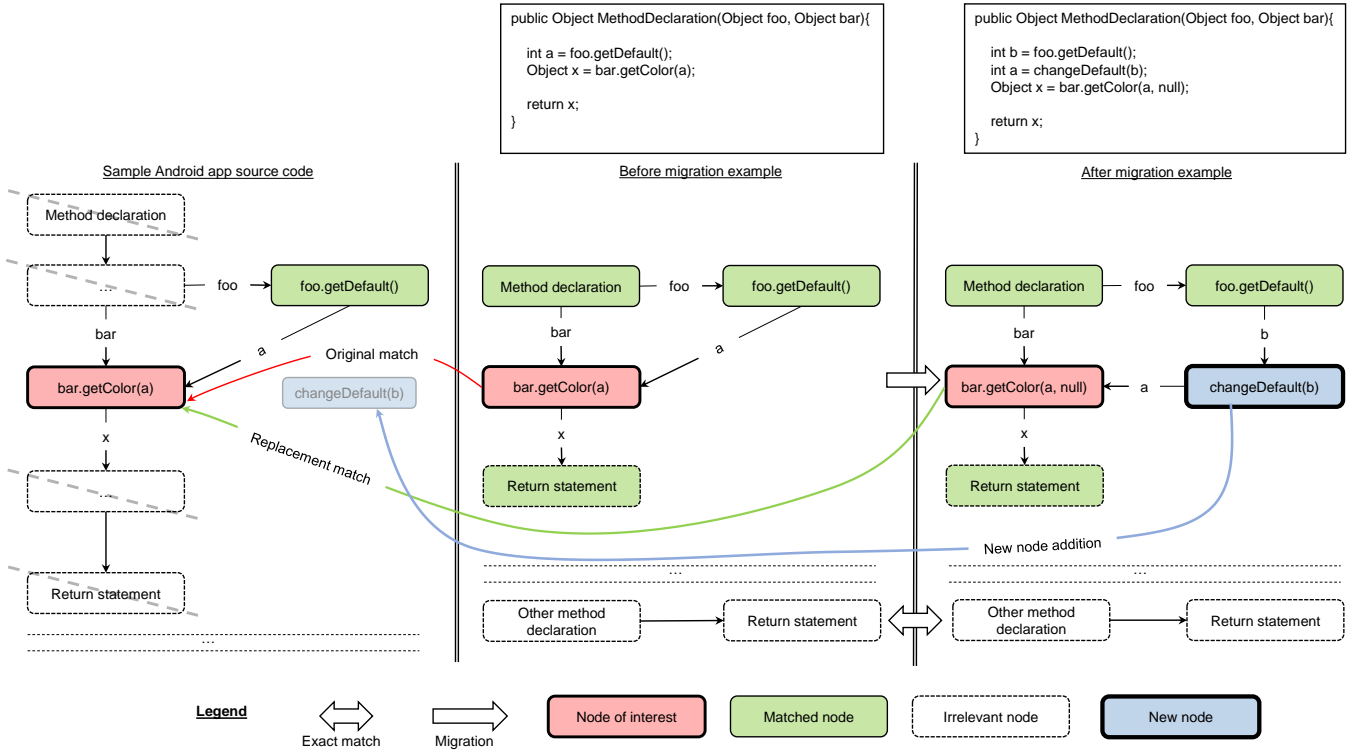 public Object MethodDeclaration(Object foo, Object bar){
int a = foo.getDefault();
Object x = bar.getColor(a);
return x;
}
public Object MethodDeclaration(Object foo, Object bar){
int b = foo.getDefault();
int a = changeDefault(b);
Object x = bar.getColor(a, null);
return x;
}
Sample Android app source code
Method declaration
...
foo
foo.getDefault()
bar
a
bar.getColor(a)
changeDefault(b)
x
...
Return statement
...
Original match
Replacement match
New node addition
Before migration example
Method declaration
foo
foo.getDefault()
bar
a
bar.getColor(a)
x
Return statement
...
Other method
declaration
Return statement
After migration example
Method declaration
foo
foo.getDefault()
bar
b
bar.getColor(a, null)
a
changeDefault(b)
x
Return statement
...
Other method
declaration
Return statement
Legend
Exact match
Migration
Node of interest
Matched node
Irrelevant node
New node